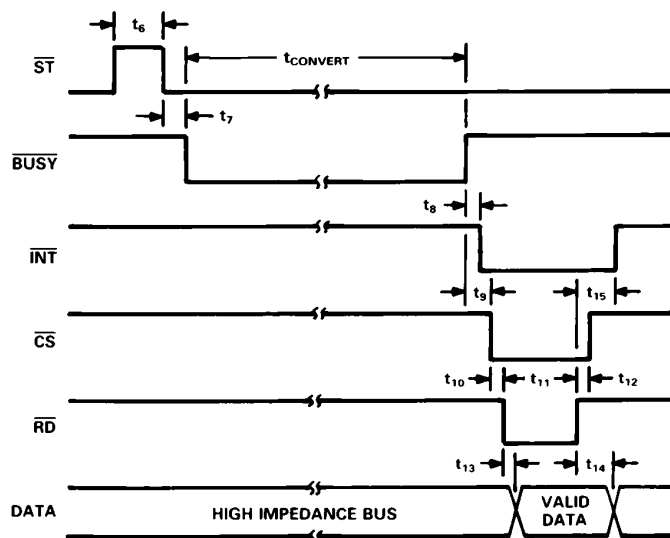 t6
ST
tCONVERT
t7
BUSY
t8
INT
t9 t15
CS
t10 t11 t12
RD
t13 t14
DATA HIGH IMPEDANCE BUS VALID DATA